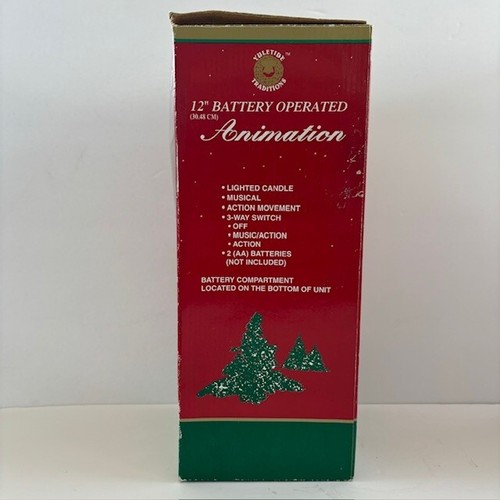 YULETIDE
TRADITIONS
TM
12" BATTERY OPERATED
(30.48 CM)
Animation
• LIGHTED CANDLE
• MUSICAL
• ACTION MOVEMENT
• 3-WAY SWITCH
• OFF
• MUSIC/ACTION
• ACTION
• 2 (AA) BATTERIES
(NOT INCLUDED)
BATTERY COMPARTMENT
LOCATED ON THE BOTTOM OF UNIT